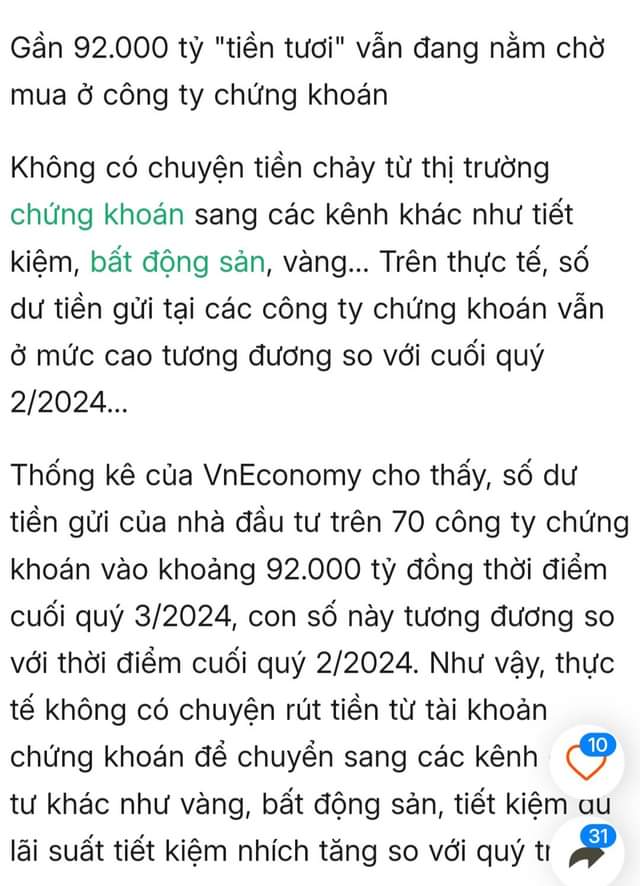 Gần 92.000 tỷ "tiền tươi" vẫn đang nằm chờ
mua ở công ty chứng khoán
Không có chuyện tiền chảy từ thị trường
chứng khoán sang các kênh khác như tiết
kiệm, bất động sản, vàng... Trên thực tế, số
dư tiền gửi tại các công ty chứng khoán vẫn
ở mức cao tương đương so với cuối quý
2/2024...
Thống kê của VnEconomy cho thấy, số dư
tiền gửi của nhà đầu tư trên 70 công ty chứng
khoán vào khoảng 92.000 tỷ đồng thời điểm
cuối quý 3/2024, con số này tương đương so
với thời điểm cuối quý 2/2024. Như vậy, thực
tế không có chuyện rút tiền từ tài khoản
chứng khoán để chuyển sang các kênh
10
tư khác như vàng, bất động sản, tiết kiệm dù
31
lãi suất tiết kiệm nhích tăng so với quý